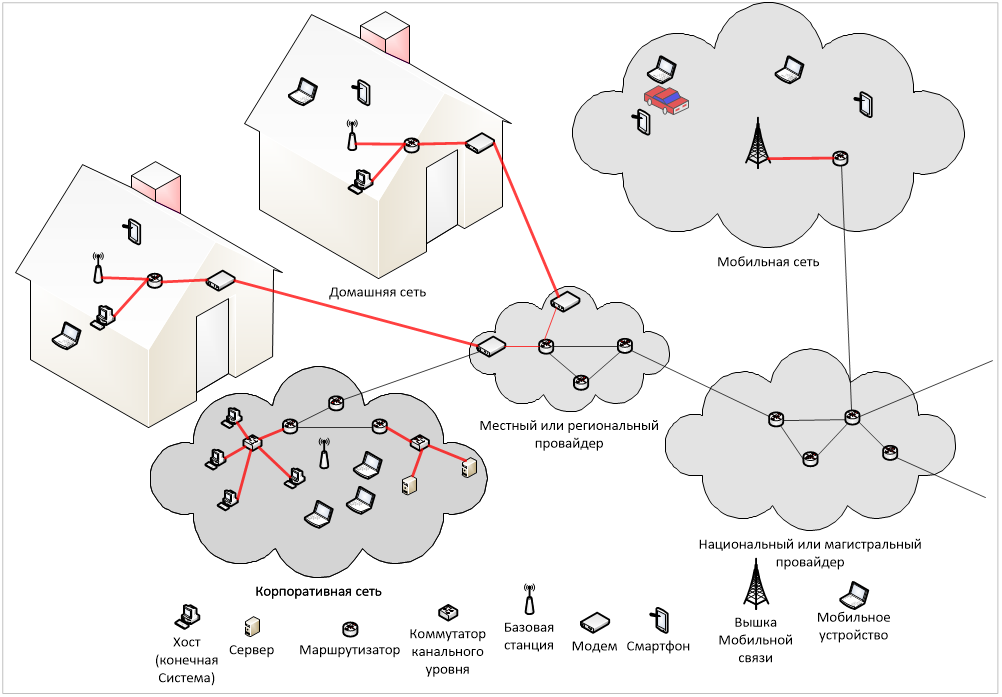 Мобильная сеть
Домашняя сеть
Местный или региональный
провайдер
Национальный или магистральный
провайдер
Корпоративная сеть
Хост
(конечная
Система)
Сервер
Маршрутизатор
Коммутатор
канального
уровня
Базовая
станция
Модем
Смартфон
Вышка
Мобильной
связи
Мобильное
устройство